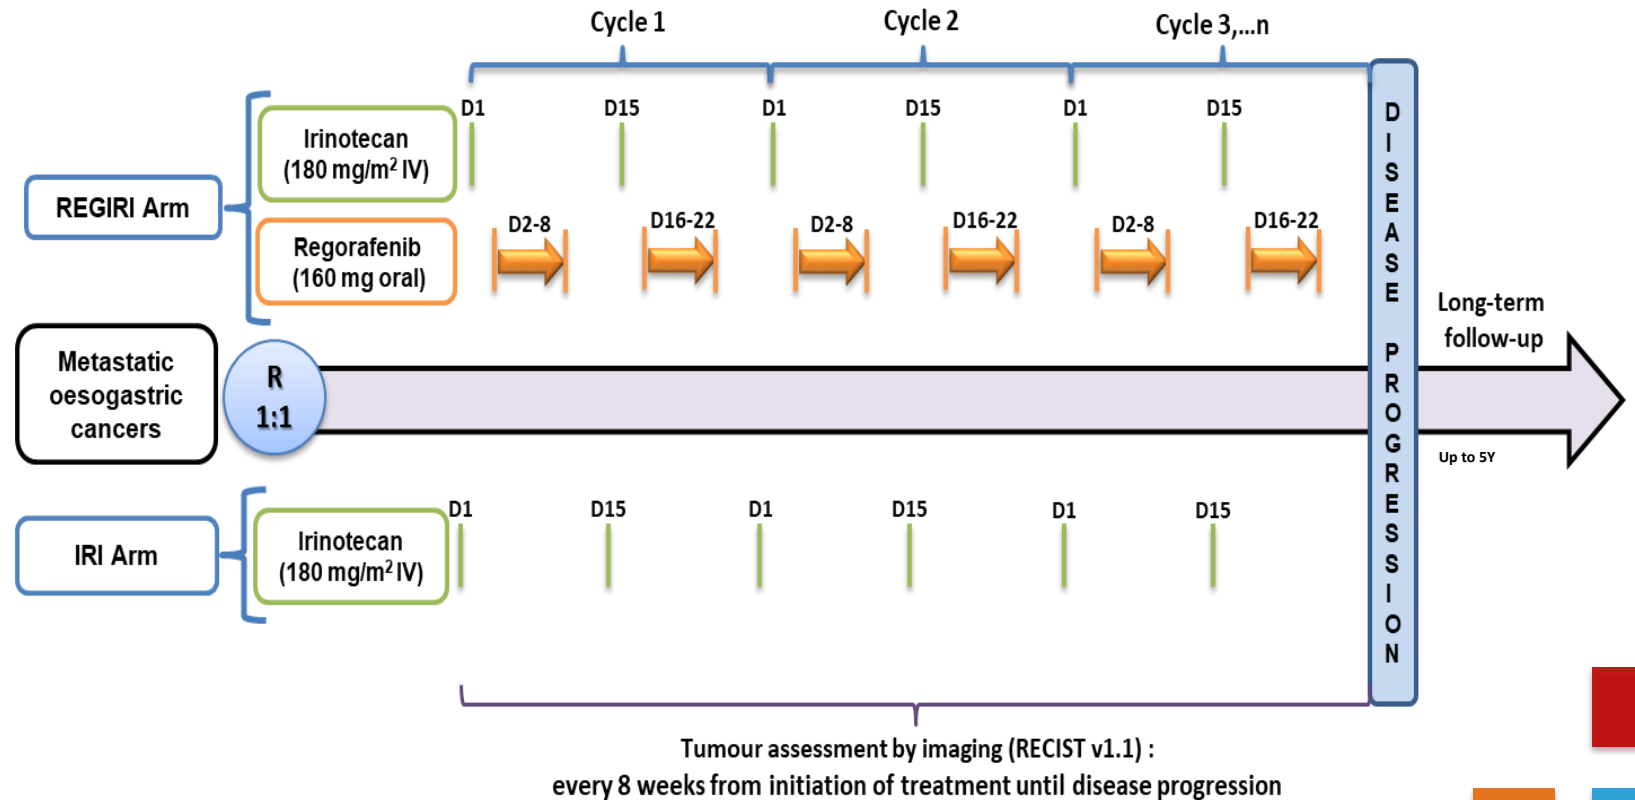 Cycle 1
Cycle 2
Cycle 3,...n
D1
D15
D1
D15
D1
D15
Irinotecan
(180 mg/m² IV)
REGIRI Arm
D2-8
D16-22
D2-8
D16-22
D2-8
D16-22
Regorafenib
(160 mg oral)
DISEASE PROGRESSION
Long-term
follow-up
Metastatic
oesogastric
cancers
R
1:1
Up to 5Y
D1
D15
D1
D15
D1
D15
IRI Arm
Irinotecan
(180 mg/m² IV)
Tumour assessment by imaging (RECIST v1.1) :
every 8 weeks from initiation of treatment until disease progression